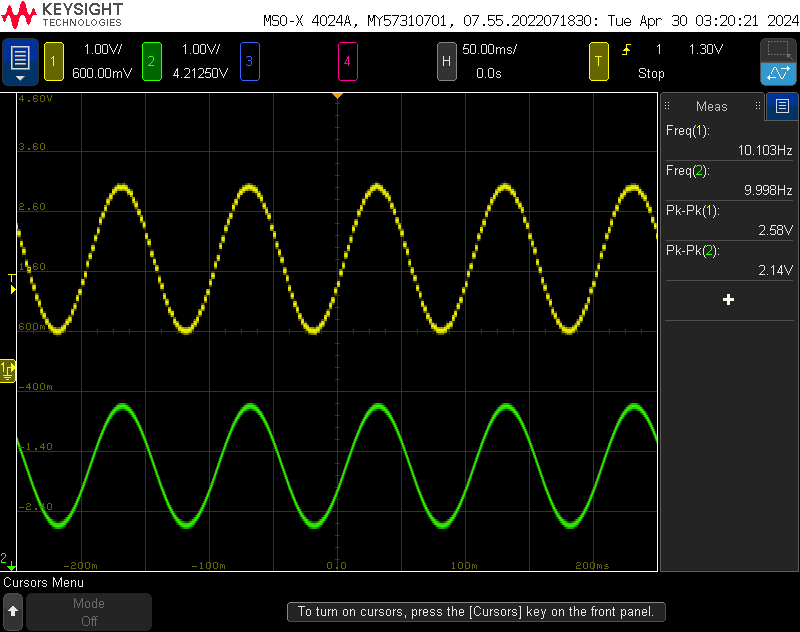 KEYSIGHT
TECHNOLOGIES
MSO-X 4024A, MY57310701, 07.55.2022071830: Tue Apr 30 03:20:21 2024
1 1.00V/ 2 1.00V/ 3 4 H 50.00ms/ T 1 1.30V
600.00mV 4.21250V 0.0s Stop
4.60V
3.60
2.60
T
1.60
600m
1
-400m
-1.40
-2.40
2
-200m -100m 0.0 100m 200ms
Meas
Freq(1):
10.103Hz
Freq(2):
9.998Hz
Pk-Pk(1):
2.58V
Pk-Pk(2):
2.14V
+
Cursors Menu
Mode
Off
To turn on cursors, press the [Cursors] key on the front panel.